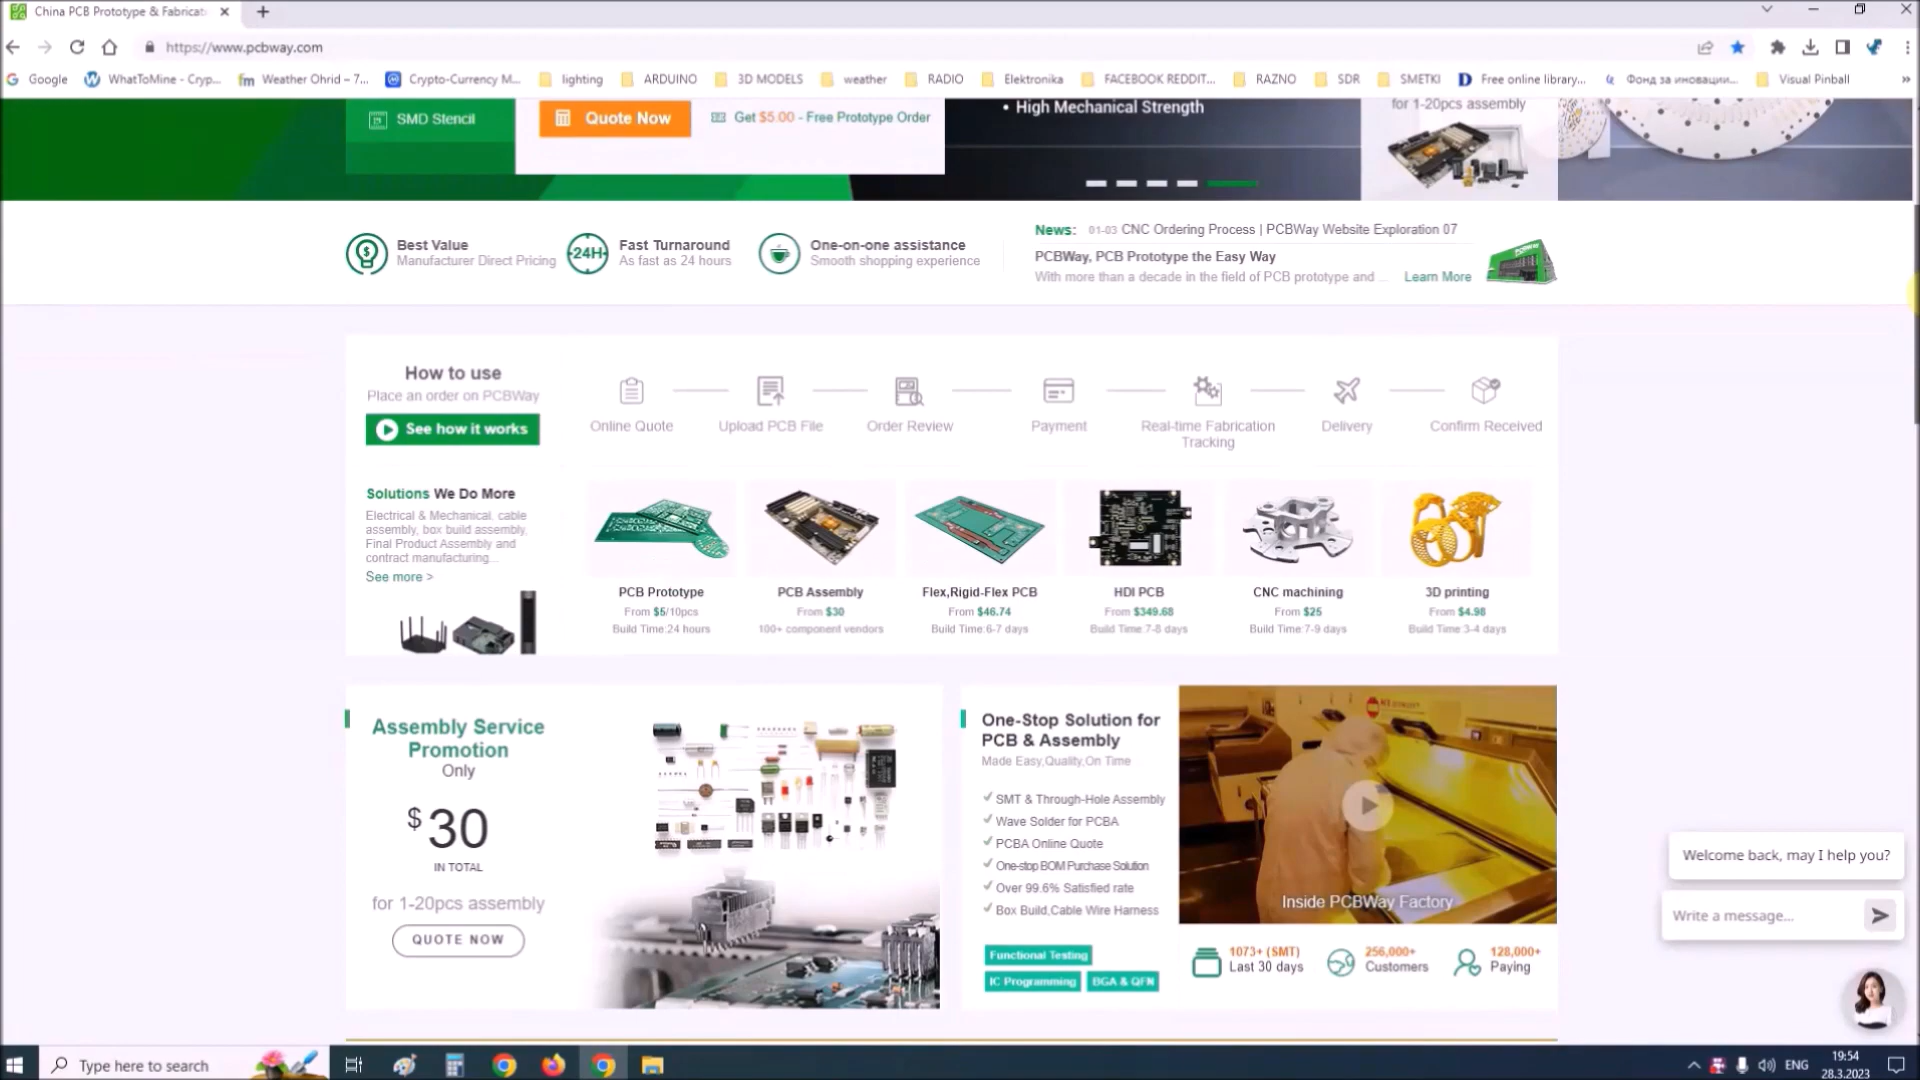 China PCB Prototype & Fabricat
https://www.pcbway.com
Google
WhatToMine - Cryp...
Weather Ohrid – 7...
Crypto-Currency M...
lighting
ARDUINO
3D MODELS
weather
RADIO
Elektronika
FACEBOOK REDDIT...
RAZNO
SDR
SMETKI
Free online library...
Фонд за иновации...
Visual Pinball
SMD Stencil
Quote Now
Get $5.00 - Free Prototype Order
• High Mechanical Strength
for 1-20pcs assembly
Best Value
Manufacturer Direct Pricing
24H
Fast Turnaround
As fast as 24 hours
One-on-one assistance
Smooth shopping experience
News: 01-03 CNC Ordering Process | PCBWay Website Exploration 07
PCBWay, PCB Prototype the Easy Way
With more than a decade in the field of PCB prototype and ... Learn More
How to use
Place an order on PCBWay
See how it works
Online Quote
Upload PCB File
Order Review
Payment
Real-time Fabrication
Tracking
Delivery
Confirm Received
Solutions We Do More
Electrical & Mechanical, cable
assembly, box build assembly,
Final Product Assembly and
contract manufacturing...
See more >
PCB Prototype
From $5/10pcs
Build Time:24 hours
PCB Assembly
From $30
100+ component vendors
Flex,Rigid-Flex PCB
From $46.74
Build Time:6-7 days
HDI PCB
From $349.68
Build Time:7-8 days
CNC machining
From $25
Build Time:7-9 days
3D printing
From $4.98
Build Time:3-4 days
Assembly Service
Promotion
Only
$30
IN TOTAL
for 1-20pcs assembly
QUOTE NOW
One-Stop Solution for
PCB & Assembly
Made Easy,Quality,On Time
SMT & Through-Hole Assembly
Wave Solder for PCBA
PCBA Online Quote
One-stop BOM Purchase Solution
Over 99.6% Satisfied rate
Box Build,Cable Wire Harness
Functional Testing
IC Programming
BGA & QFN
Inside PCBWay Factory
1073+ (SMT)
Last 30 days
256,000+
Customers
128,000+
Paying
Welcome back, may I help you?
Write a message...
Type here to search
ENG
19:54
28.3.2023